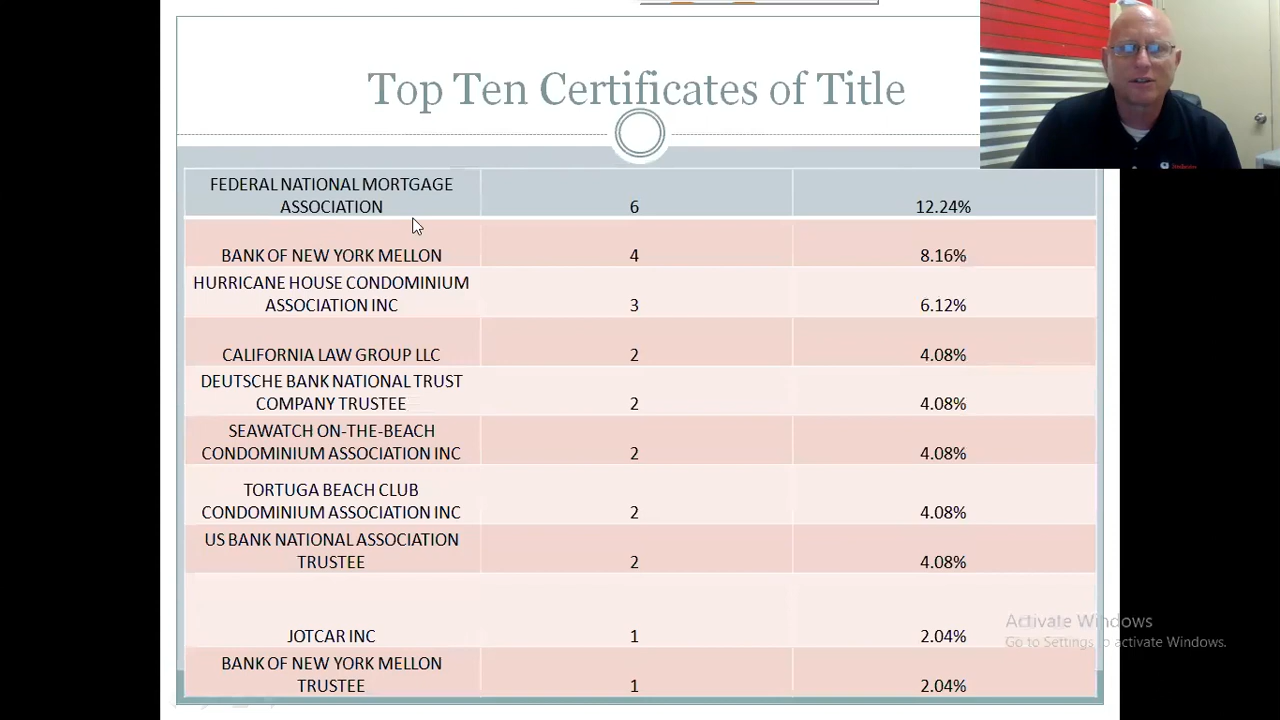 Top Ten Certificates of Title
FEDERAL NATIONAL MORTGAGE
ASSOCIATION
6
12.24%
BANK OF NEW YORK MELLON
4
8.16%
HURRICANE HOUSE CONDOMINIUM
ASSOCIATION INC
3
6.12%
CALIFORNIA LAW GROUP LLC
2
4.08%
DEUTSCHE BANK NATIONAL TRUST
COMPANY TRUSTEE
2
4.08%
SEAWATCH ON-THE-BEACH
CONDOMINIUM ASSOCIATION INC
2
4.08%
TORTUGA BEACH CLUB
CONDOMINIUM ASSOCIATION INC
2
4.08%
US BANK NATIONAL ASSOCIATION
TRUSTEE
2
4.08%
JOTCAR INC
1
2.04%
BANK OF NEW YORK MELLON
TRUSTEE
1
2.04%
Activate Windows
Go to Settings to activate Windows.